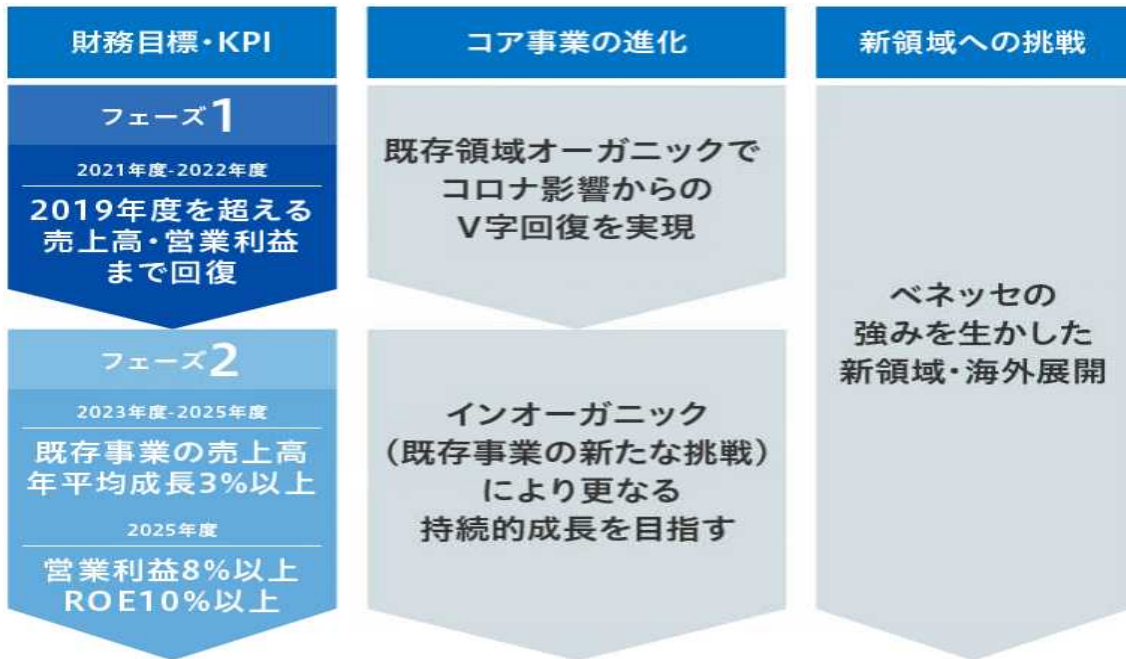 財務目標・KPI
コア事業の進化
新領域への挑戦
フェーズ1
2021年度-2022年度
2019年度を超える
売上高・営業利益
まで回復
既存領域オーガニックで
コロナ影響からの
V字回復を実現
フェーズ2
2023年度-2025年度
既存事業の売上高
年平均成長3%以上
2025年度
営業利益8%以上
ROE10%以上
インオーガニック
(既存事業の新たな挑戦)
により更なる
持続的成長を目指す
ベネッセの
強みを生かした
新領域・海外展開